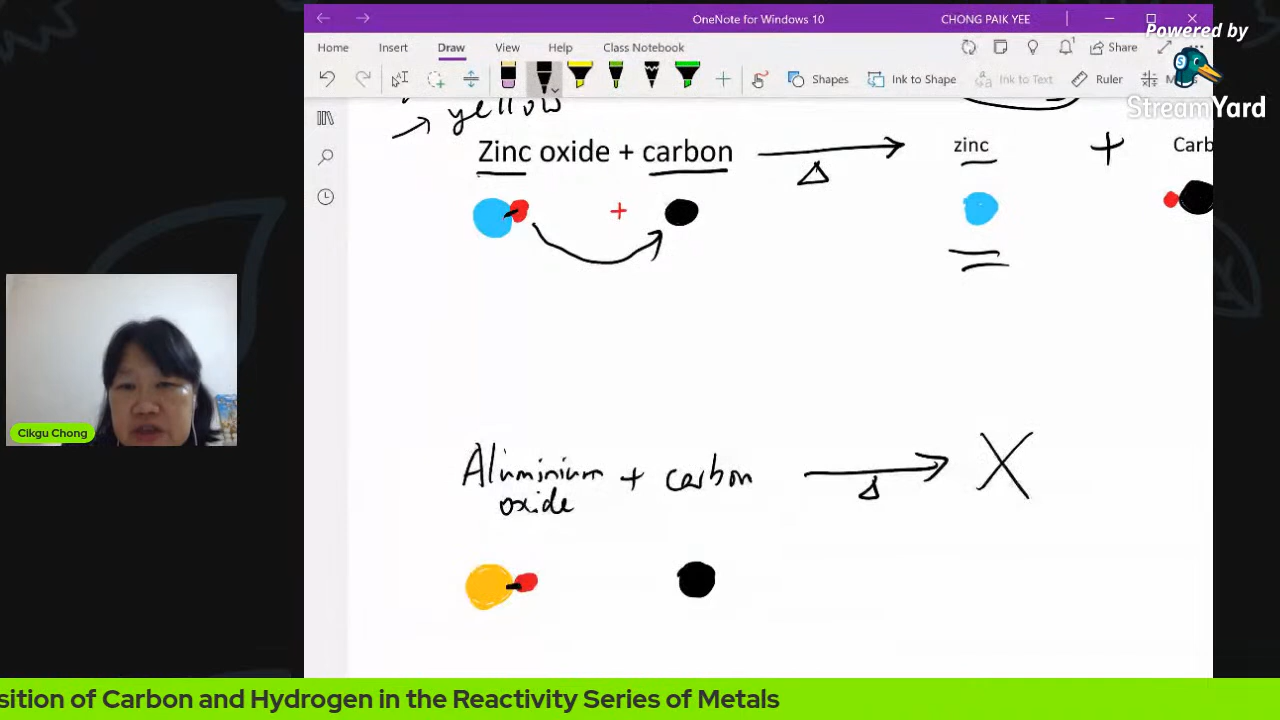 OneNote for Windows 10
CHONG PAIK YEE
Powered by
StreamYard
Home Insert Draw View Help Class Notebook
Share
Shapes Ink to Shape Ink to Text Ruler
→ yellow
Zinc oxide + carbon → zinc + Carb
Δ
+
Aluminium + carbon → X
oxide Δ
Cikgu Chong
sition of Carbon and Hydrogen in the Reactivity Series of Metals